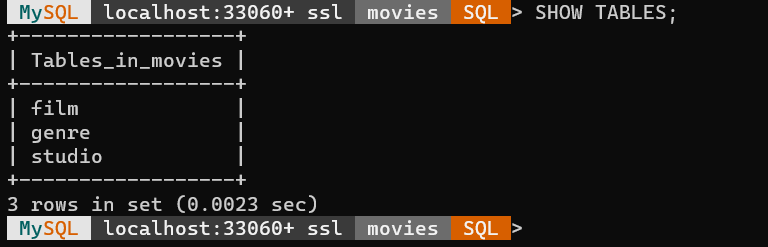 MySQL localhost:33060+ ssl movies SQL > SHOW TABLES;
+------------------+
| Tables_in_movies |
+------------------+
| film             |
| genre            |
| studio           |
+------------------+
3 rows in set (0.0023 sec)
MySQL localhost:33060+ ssl movies SQL >